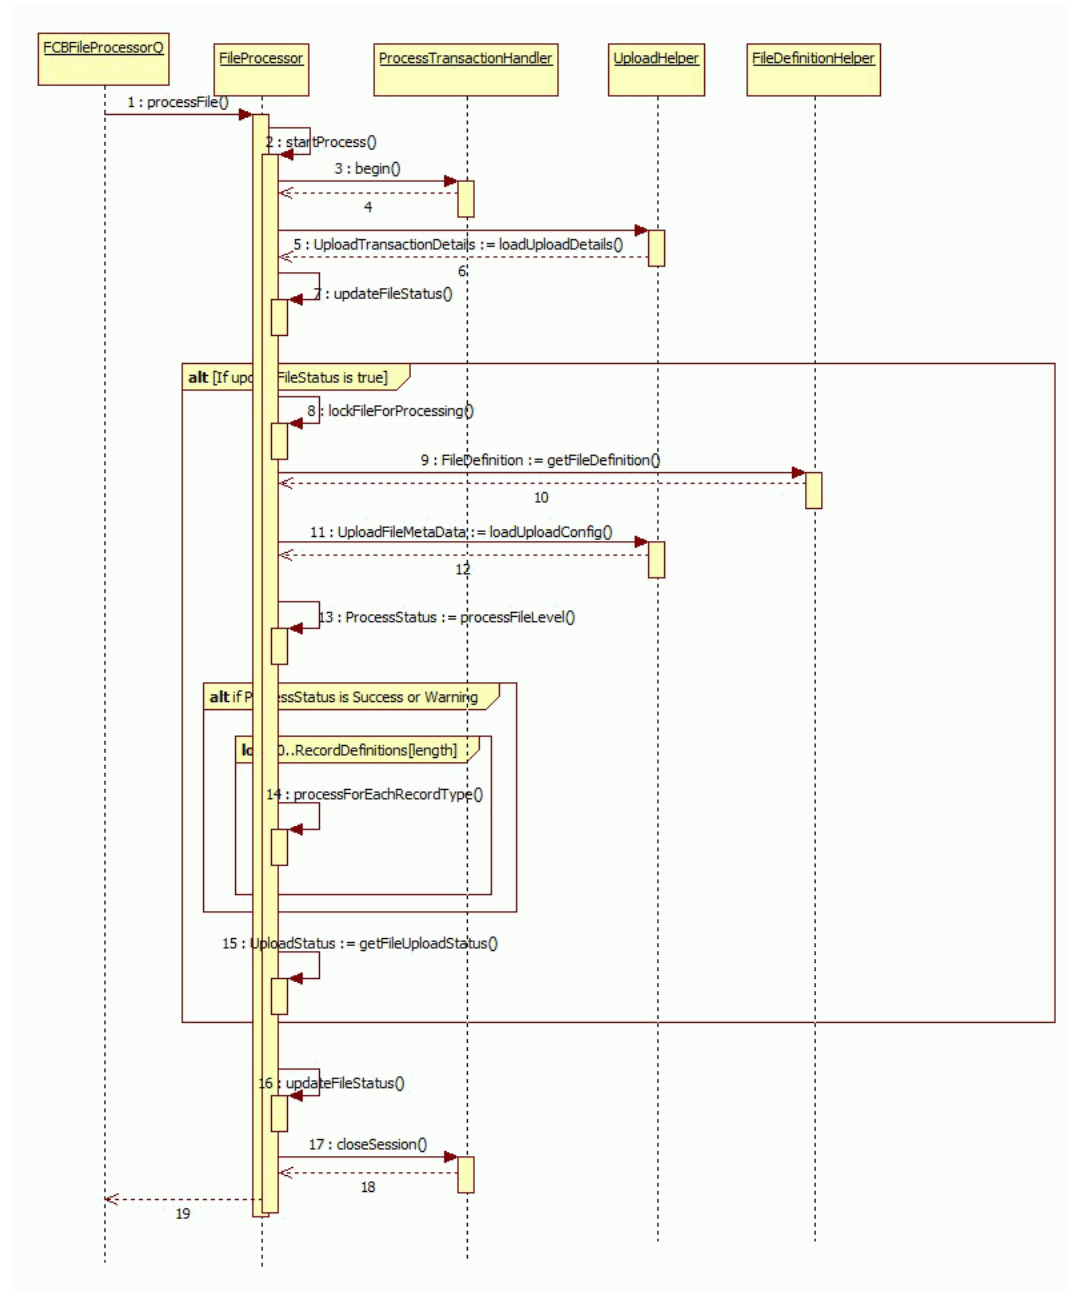 FCBFileProcessorQ
FileProcessor
ProcessTransactionHandler
UploadHelper
FileDefinitionHelper
1 : processFile()
2 : startProcess()
3 : begin()
4
5 : UploadTransactionDetails := loadUploadDetails()
6
7 : updateFileStatus()
alt [If upd FileStatus is true]
8 : lockFileForProcessing()
9 : FileDefinition := getFileDefinition()
10
11 : UploadFileMetaData := loadUploadConfig()
12
13 : ProcessStatus := processFileLevel()
alt if P essStatus is Success or Warning
lo 0..RecordDefinitions[length]
14 : processForEachRecordType()
15 : UploadStatus := getFileUploadStatus()
16 : updateFileStatus()
17 : closeSession()
18
19